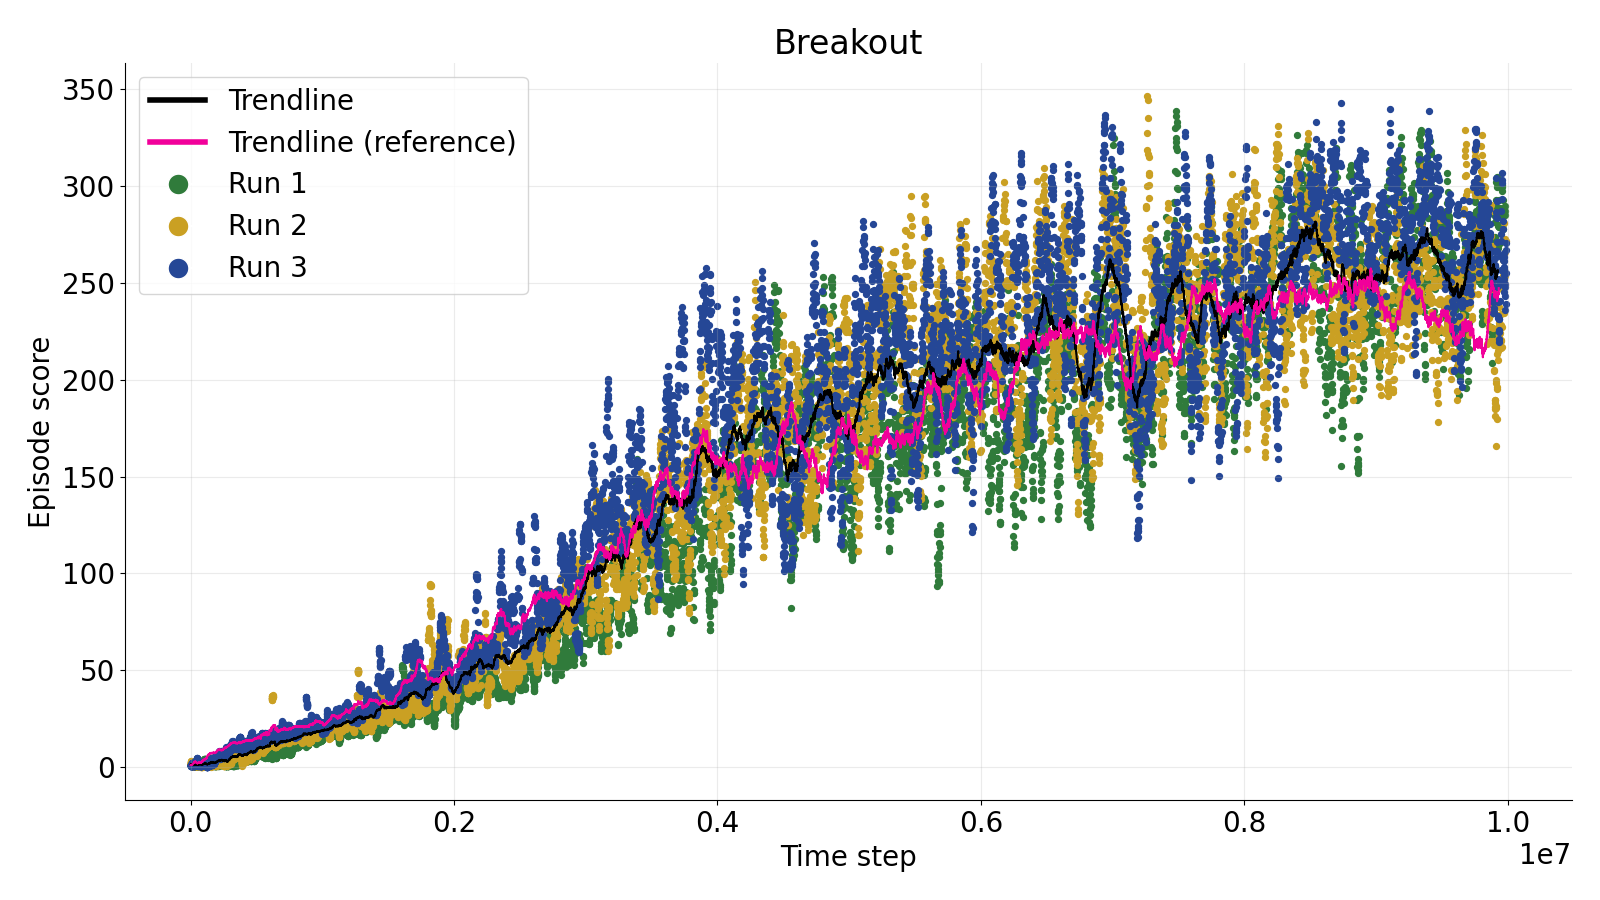 Breakout
Trendline
Trendline (reference)
Run 1
Run 2
Run 3
350
300
250
200
150
100
50
0
Episode score
0.0 0.2 0.4 0.6 0.8 1.0
1e7
Time step